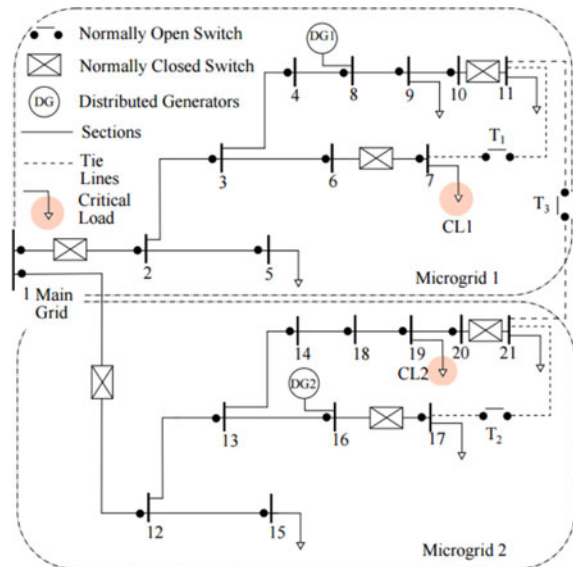 Normally Open Switch
Normally Closed Switch
DG Distributed Generators
Sections
Tie
Lines
Critical
Load
DG1
4 8 9 10 11
T1
3 6 7
CL1
T3
2 5
1 Main
Grid
Microgrid 1
14 18 19 20 21
CL2
DG2
13 16 17
T2
12 15
Microgrid 2